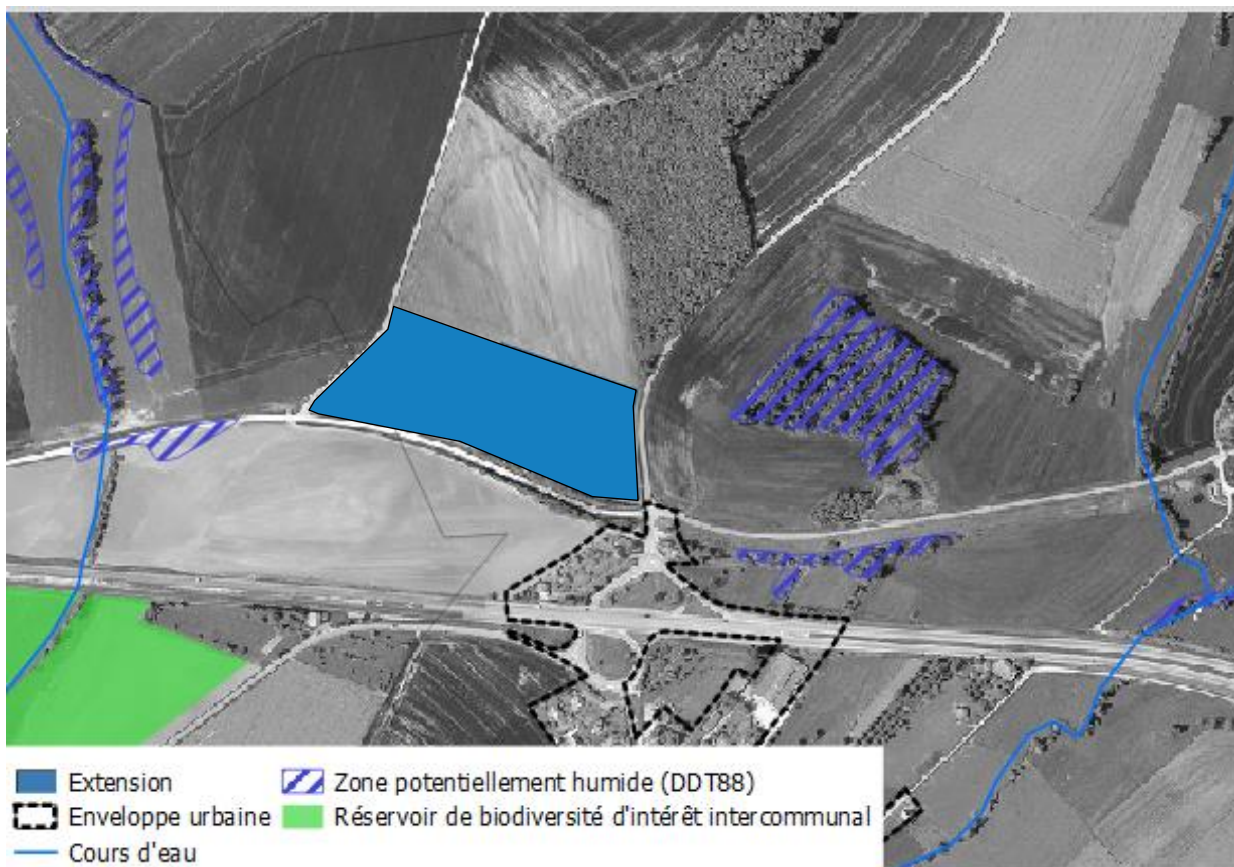 Extension
Zone potentiellement humide (DDT88)
Enveloppe urbaine
Réservoir de biodiversité d'intérêt intercommunal
Cours d'eau